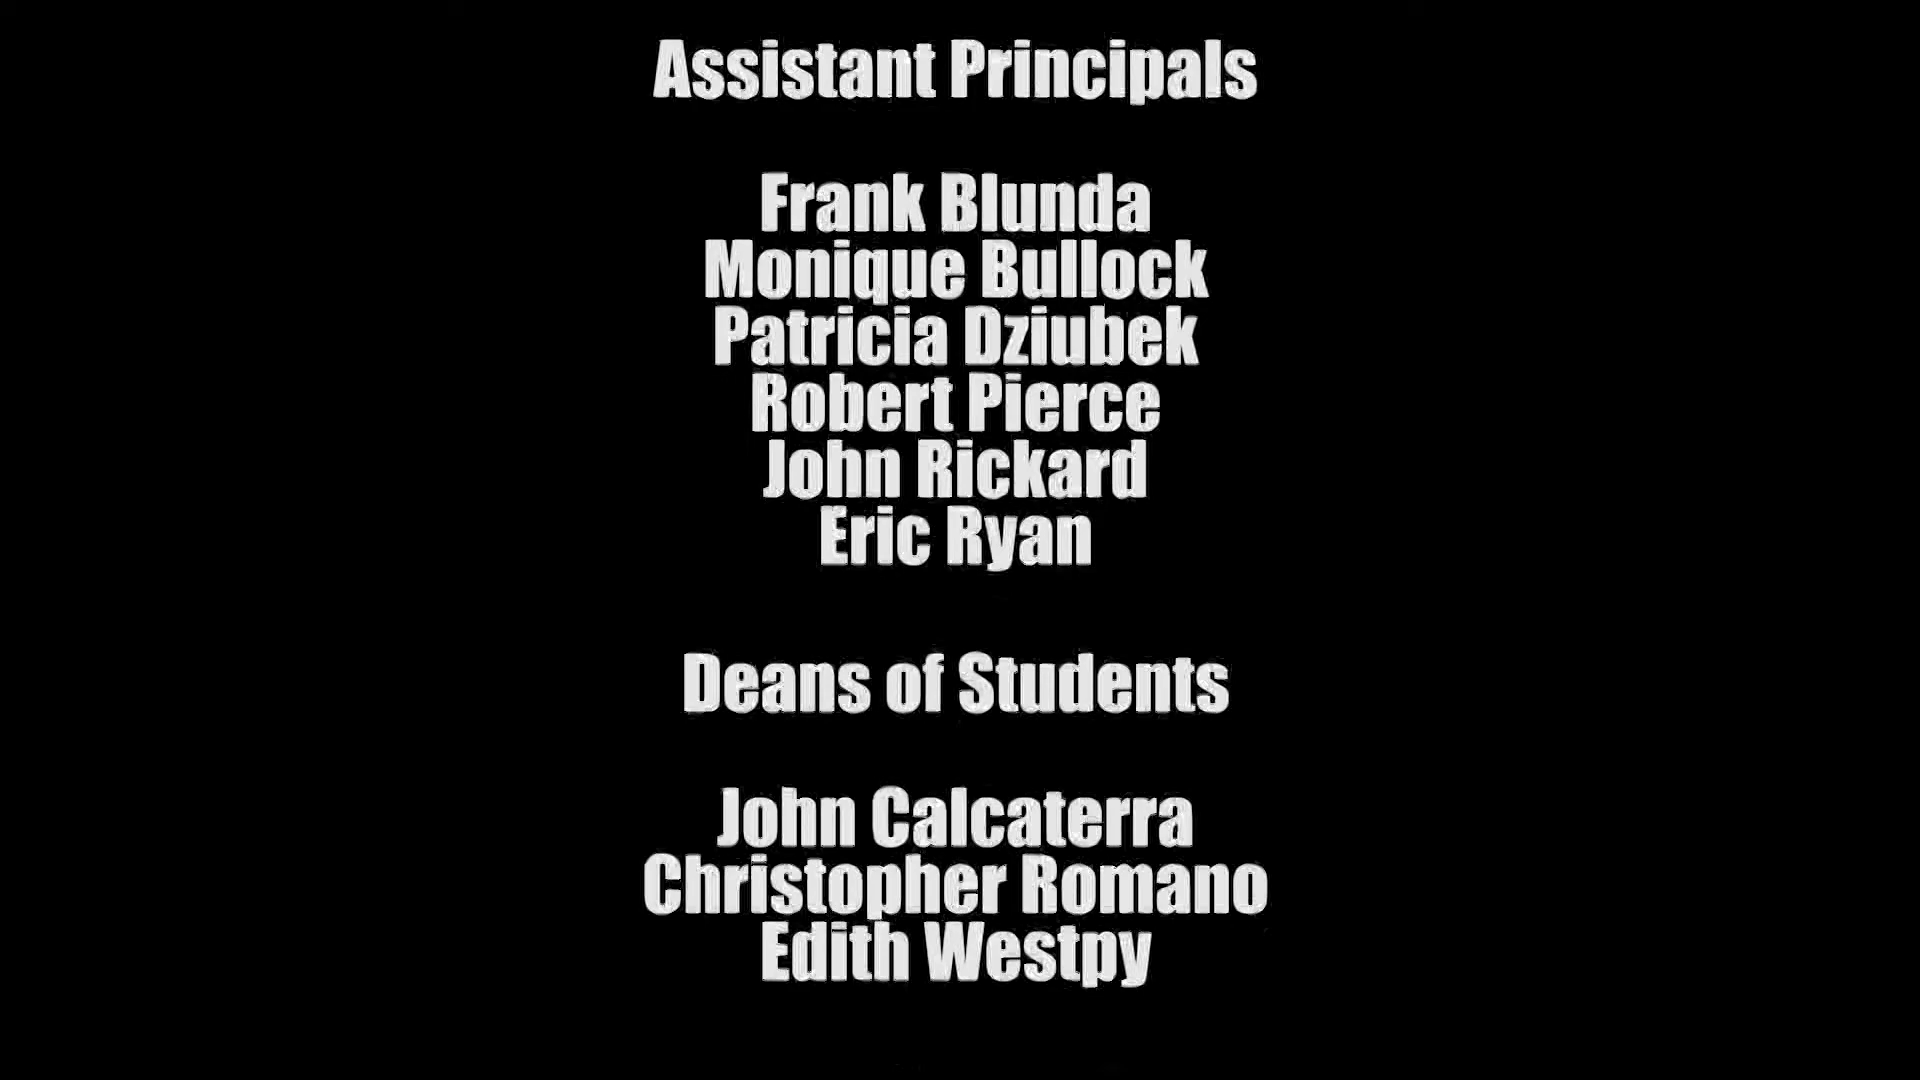 Assistant Principals
Frank Blunda
Monique Bullock
Patricia Dziubek
Robert Pierce
John Rickard
Eric Ryan
Deans of Students
John Calcaterra
Christopher Romano
Edith Westpy